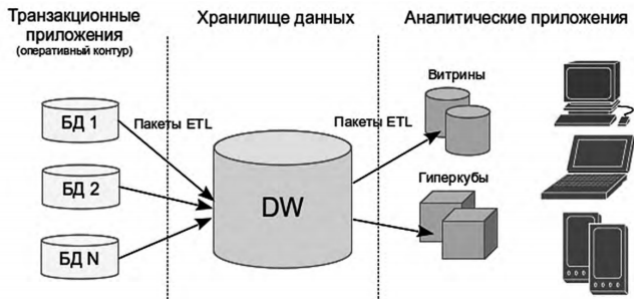 Транзакционные
приложения
(оперативный контур)
Хранилище данных
Аналитические приложения
БД 1
БД 2
БД N
Пакеты ETL
DW
Пакеты ETL
Витрины
Гиперкубы